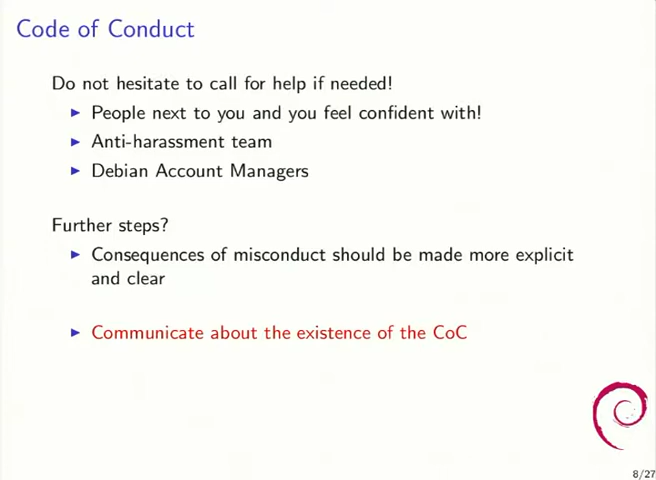 Code of Conduct
Do not hesitate to call for help if needed!
People next to you and you feel confident with!
Anti-harassment team
Debian Account Managers
Further steps?
Consequences of misconduct should be made more explicit
and clear
Communicate about the existence of the CoC
8/27